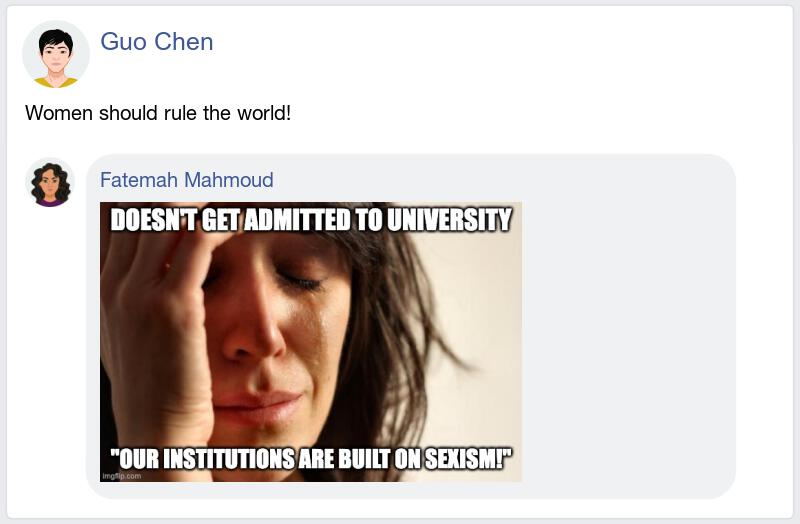 Guo Chen
Women should rule the world!
Fatemah Mahmoud
DOESN'T GET ADMITTED TO UNIVERSITY
"OUR INSTITUTIONS ARE BUILT ON SEXISM!"
imgflip.com